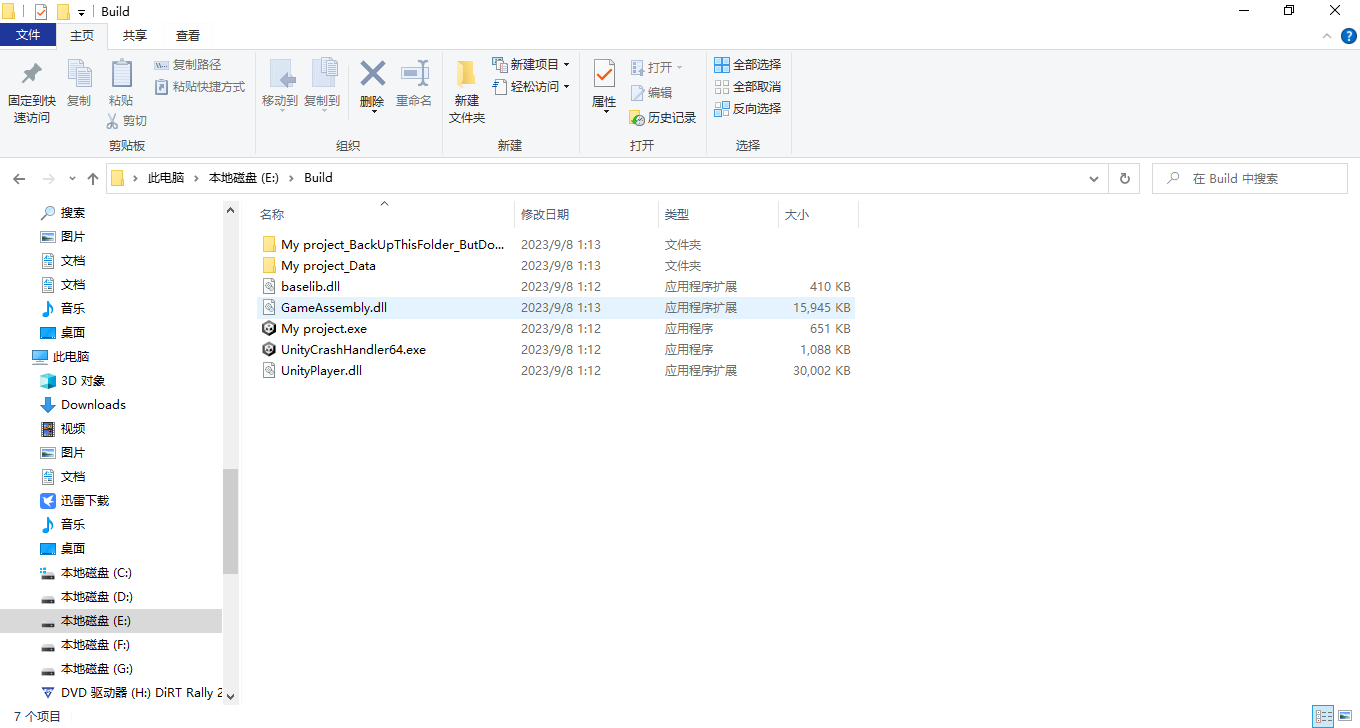 Build
文件 主页 共享 查看
固定到快速访问
复制
粘贴
复制路径
粘贴快捷方式
剪切
剪贴板
移动到
复制到
删除
重命名
组织
新建文件夹
新建项目
轻松访问
新建
属性
打开
编辑
历史记录
打开
全部选择
全部取消
反向选择
选择
此电脑 本地磁盘 (E:) Build
在 Build 中搜索
搜索
图片
文档
文档
音乐
桌面
此电脑
3D 对象
Downloads
视频
图片
文档
迅雷下载
音乐
桌面
本地磁盘 (C:)
本地磁盘 (D:)
本地磁盘 (E:)
本地磁盘 (F:)
本地磁盘 (G:)
DVD 驱动器 (H:) DiRT Rally 2
名称 修改日期 类型 大小
My project_BackUpThisFolder_ButDo... 2023/9/8 1:13 文件夹
My project_Data 2023/9/8 1:13 文件夹
baselib.dll 2023/9/8 1:12 应用程序扩展 410 KB
GameAssembly.dll 2023/9/8 1:13 应用程序扩展 15,945 KB
My project.exe 2023/9/8 1:12 应用程序 651 KB
UnityCrashHandler64.exe 2023/9/8 1:12 应用程序 1,088 KB
UnityPlayer.dll 2023/9/8 1:12 应用程序扩展 30,002 KB
7 个项目